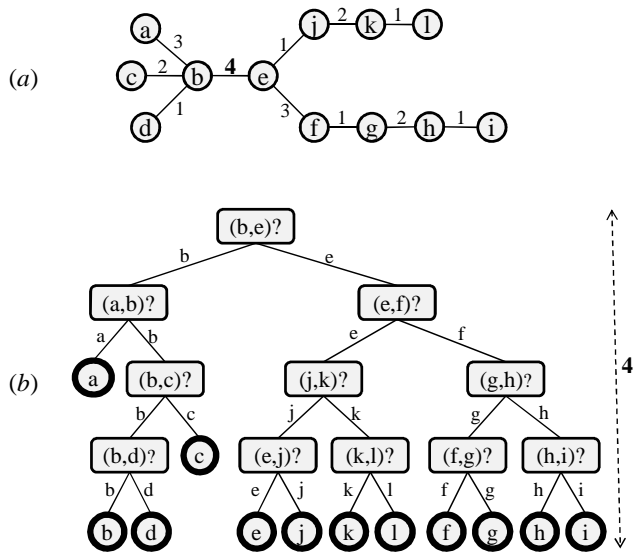 (a)
a
3
c
2
b
4
e
d
1
1
j
2
k
1
l
3
f
1
g
2
h
1
i
(b)
(b,e)?
b
e
(a,b)?
(e,f)?
a
b
e
f
a
(b,c)?
(j,k)?
(g,h)?
4
b
c
j
k
g
h
(b,d)?
c
(e,j)?
(k,l)?
(f,g)?
(h,i)?
b
d
e
j
k
l
f
g
h
i
b
d
e
j
k
l
f
g
h
i